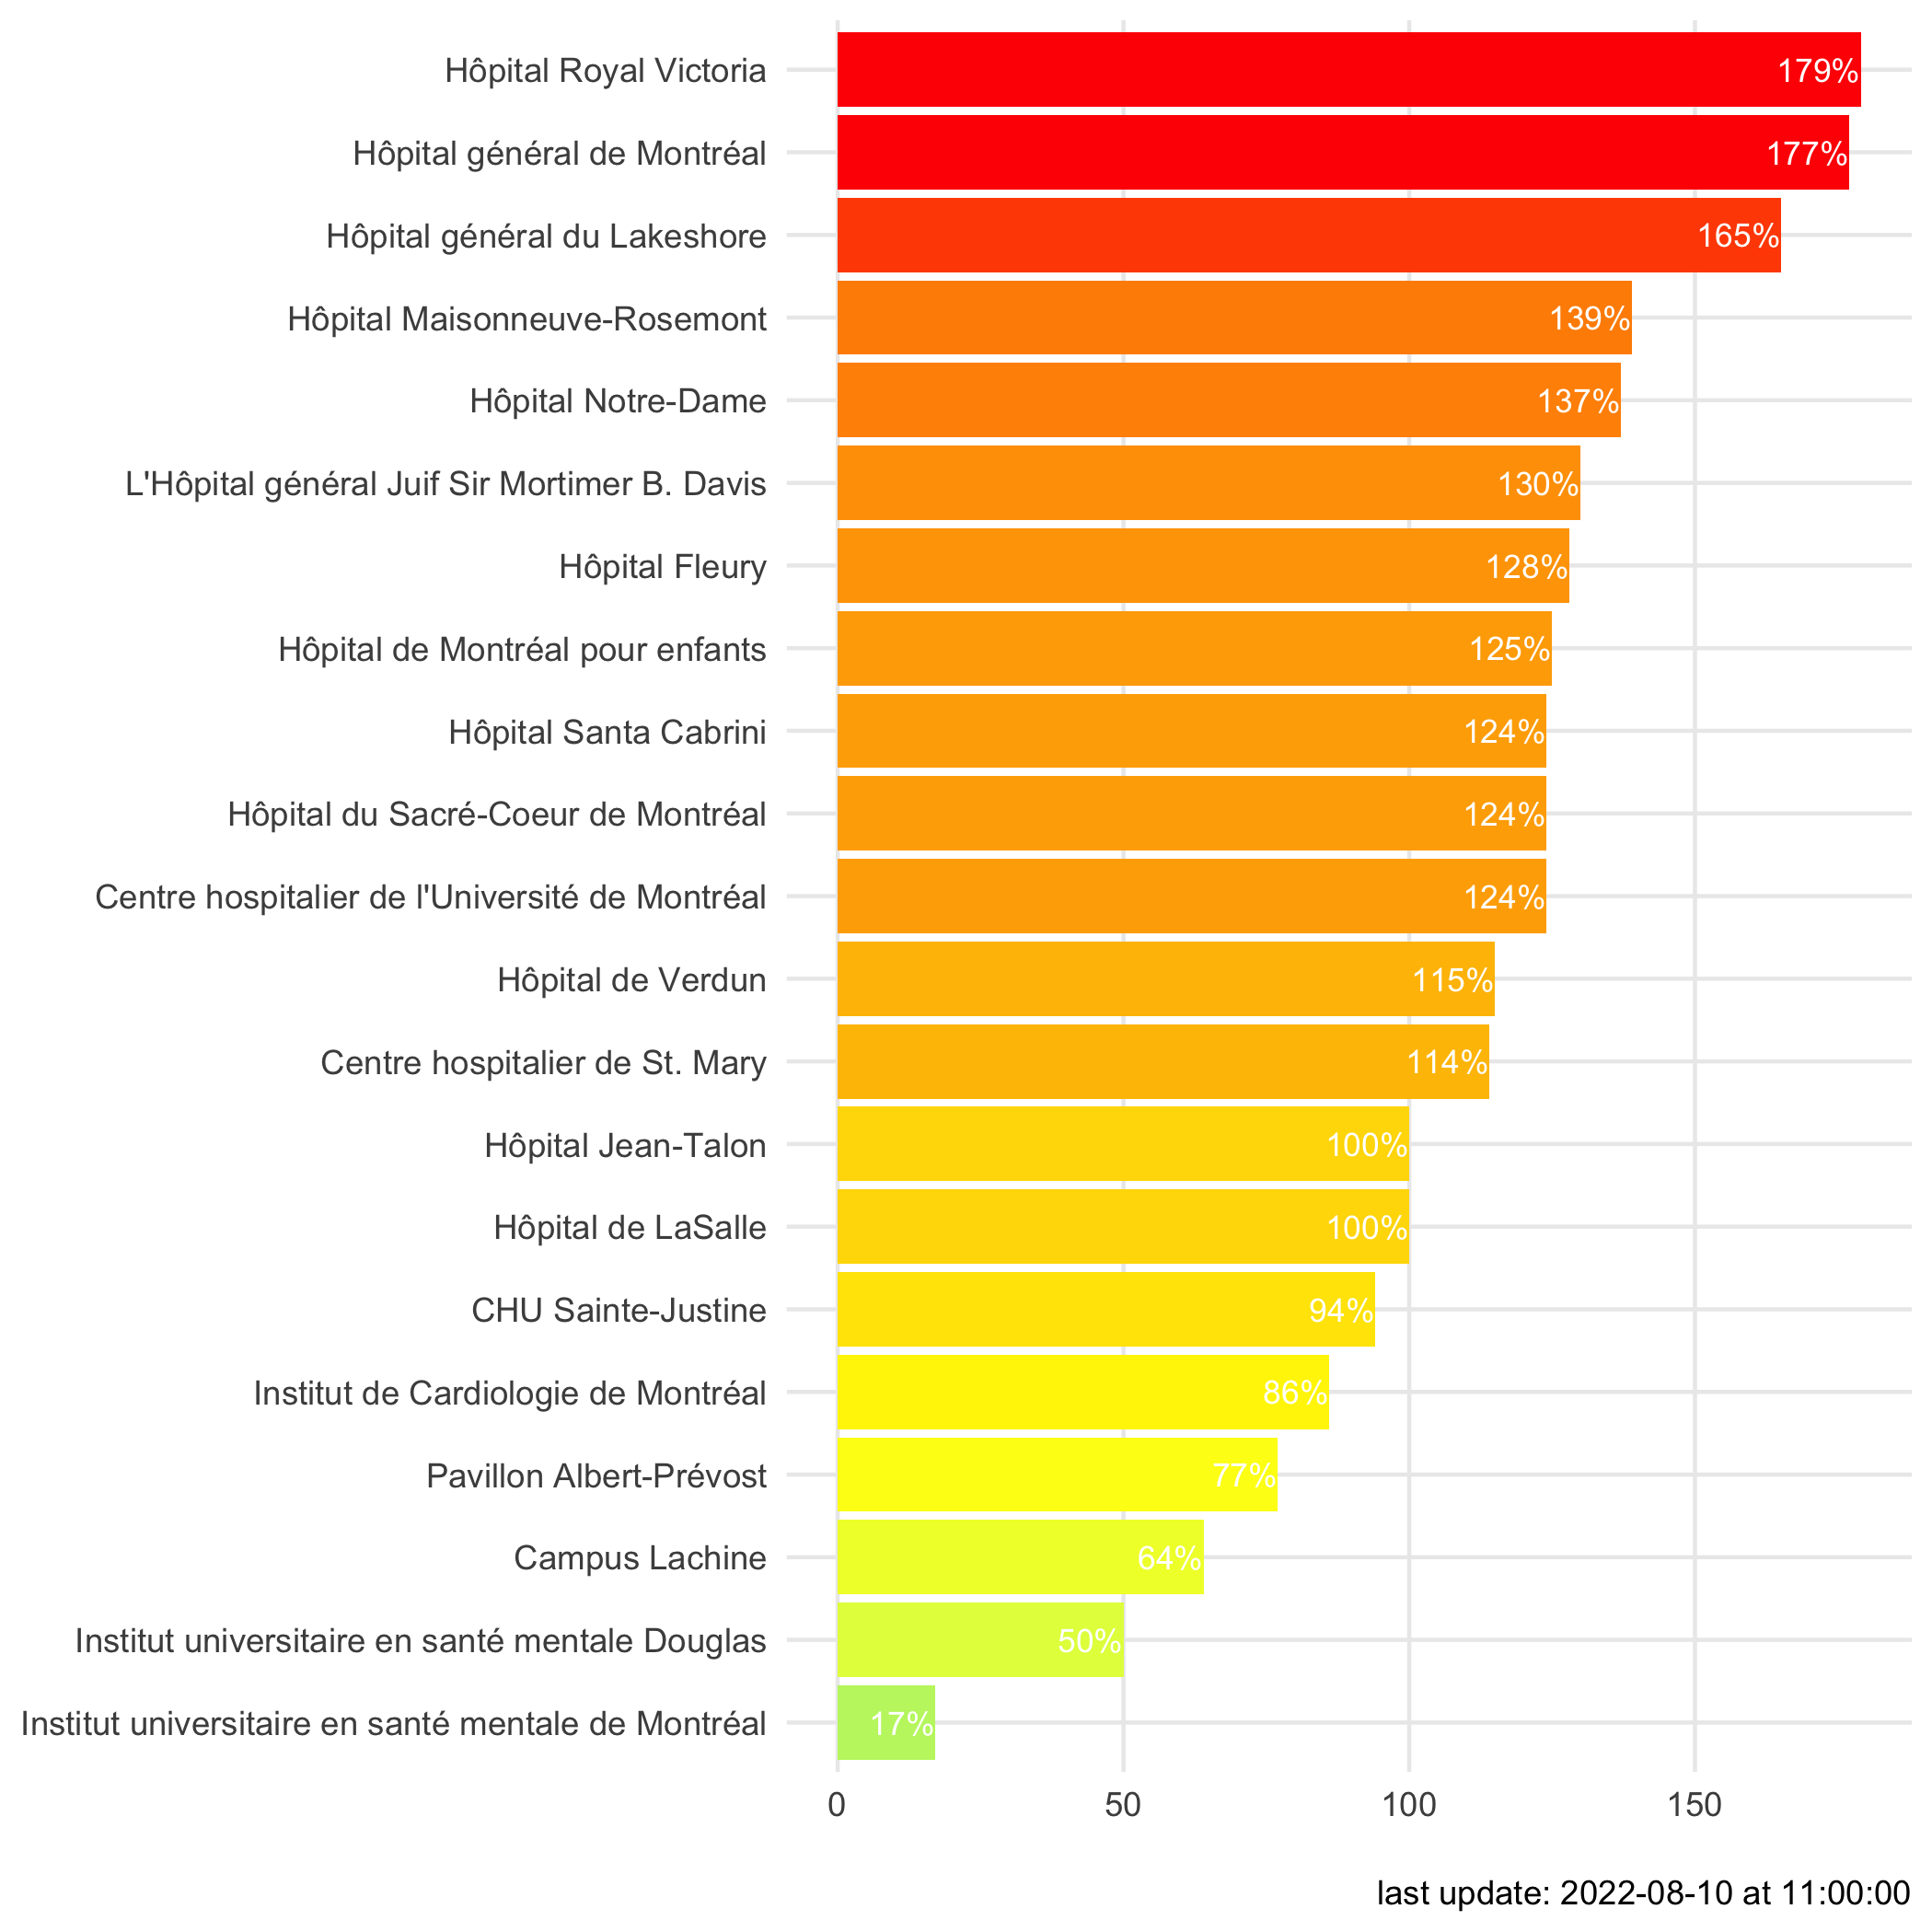 Hôpital Royal Victoria 179%
Hôpital général de Montréal 177%
Hôpital général du Lakeshore 165%
Hôpital Maisonneuve-Rosemont 139%
Hôpital Notre-Dame 137%
L'Hôpital général Juif Sir Mortimer B. Davis 130%
Hôpital Fleury 128%
Hôpital de Montréal pour enfants 125%
Hôpital Santa Cabrini 124%
Hôpital du Sacré-Coeur de Montréal 124%
Centre hospitalier de l'Université de Montréal 124%
Hôpital de Verdun 115%
Centre hospitalier de St. Mary 114%
Hôpital Jean-Talon 100%
Hôpital de LaSalle 100%
CHU Sainte-Justine 94%
Institut de Cardiologie de Montréal 86%
Pavillon Albert-Prévost 77%
Campus Lachine 64%
Institut universitaire en santé mentale Douglas 50%
Institut universitaire en santé mentale de Montréal 17%
0 50 100 150
last update: 2022-08-10 at 11:00:00